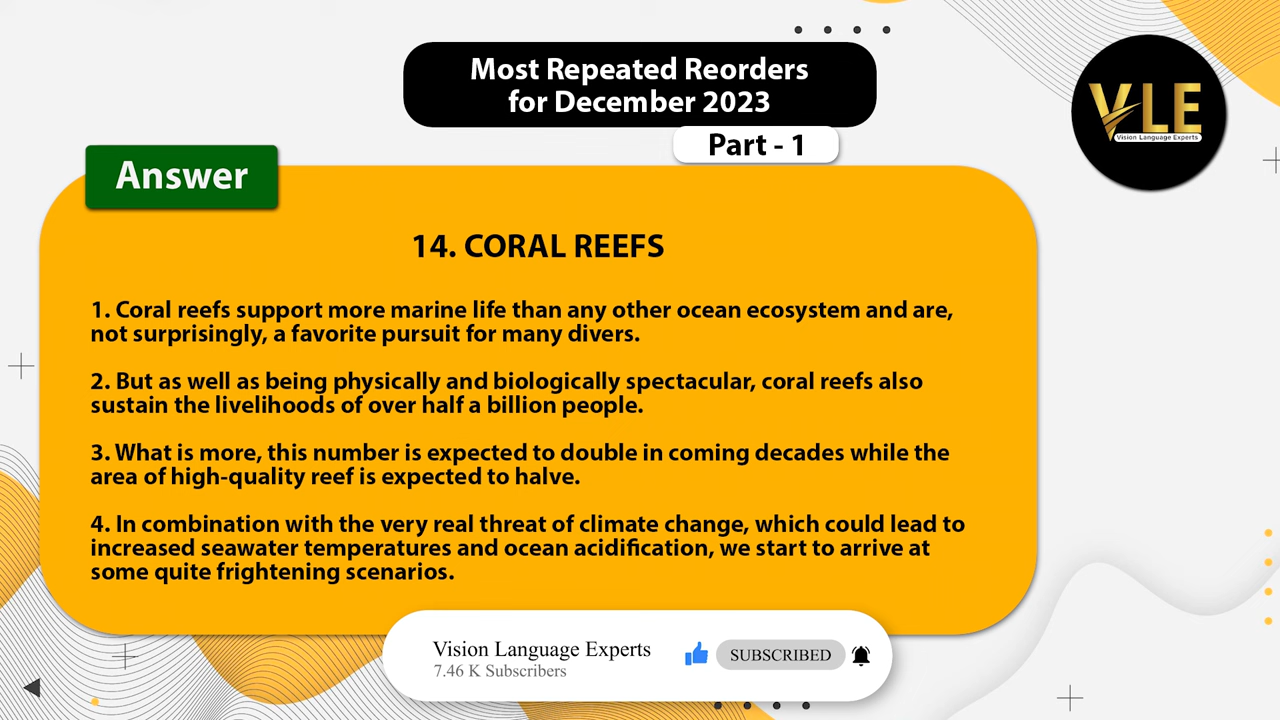 Most Repeated Reorders
for December 2023
Part - 1
VLE
Vision Language Experts
Answer
14. CORAL REEFS
1. Coral reefs support more marine life than any other ocean ecosystem and are,
not surprisingly, a favorite pursuit for many divers.
2. But as well as being physically and biologically spectacular, coral reefs also
sustain the livelihoods of over half a billion people.
3. What is more, this number is expected to double in coming decades while the
area of high-quality reef is expected to halve.
4. In combination with the very real threat of climate change, which could lead to
increased seawater temperatures and ocean acidification, we start to arrive at
some quite frightening scenarios.
Vision Language Experts
7.46 K Subscribers
SUBSCRIBED